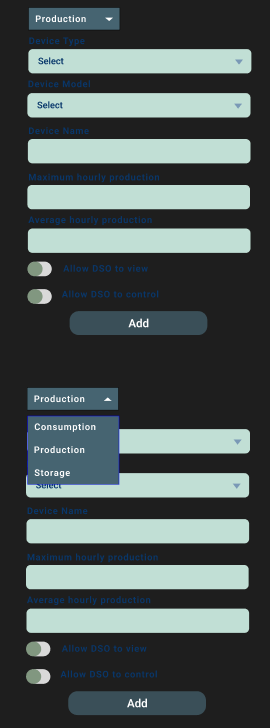 Production
Device Type
Select
Device Model
Select
Device Name
Maximum hourly production
Average hourly production
Allow DSO to view
Allow DSO to control
Add
Production
Consumption
Production
Storage
Select
Device Name
Maximum hourly production
Average hourly production
Allow DSO to view
Allow DSO to control
Add